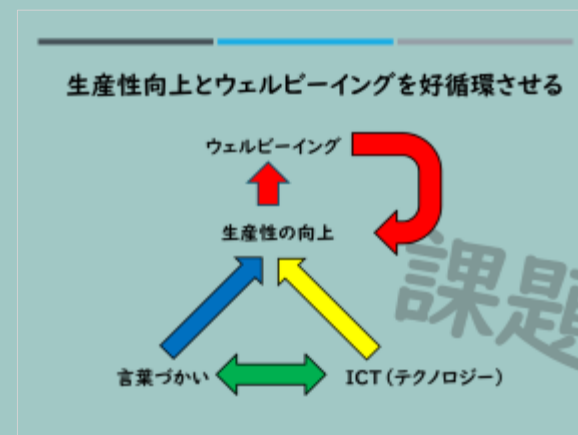 生産性向上とウェルビーイングを好循環させる
ウェルビーイング
生産性の向上
課題
言葉づかい
ICT(テクノロジー)